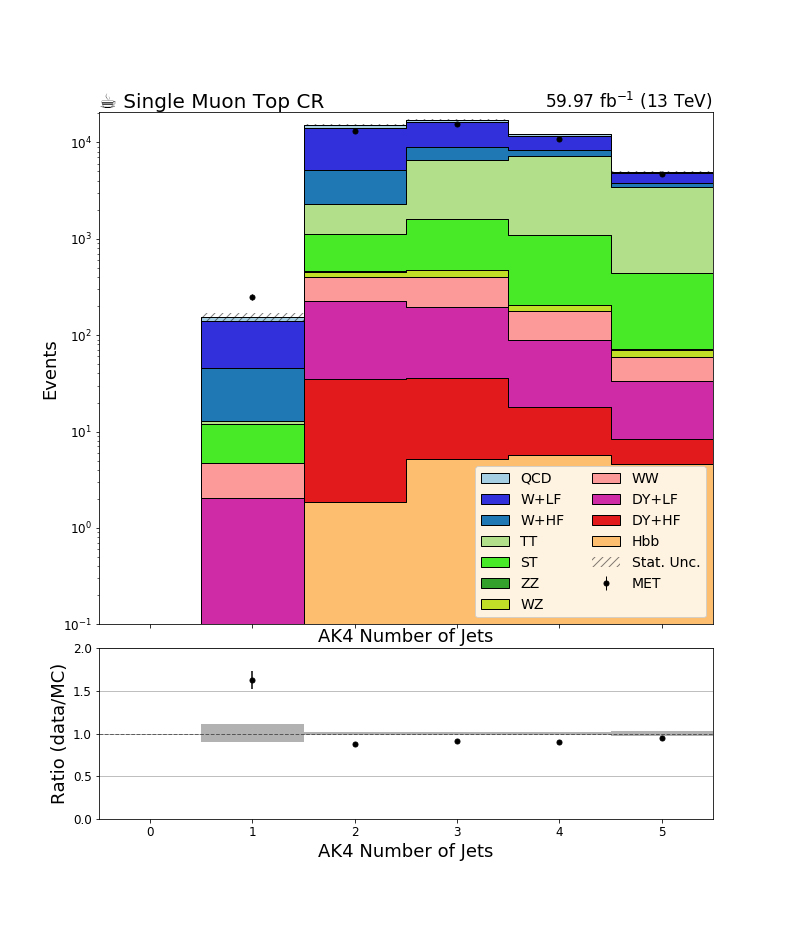 ☕ Single Muon Top CR
59.97 fb⁻¹ (13 TeV)
Events
10⁴
10³
10²
10¹
10⁰
10⁻¹
QCD
W+LF
W+HF
TT
ST
ZZ
WZ
WW
DY+LF
DY+HF
Hbb
Stat. Unc.
MET
AK4 Number of Jets
Ratio (data/MC)
2.0
1.5
1.0
0.5
0.0
0 1 2 3 4 5
AK4 Number of Jets